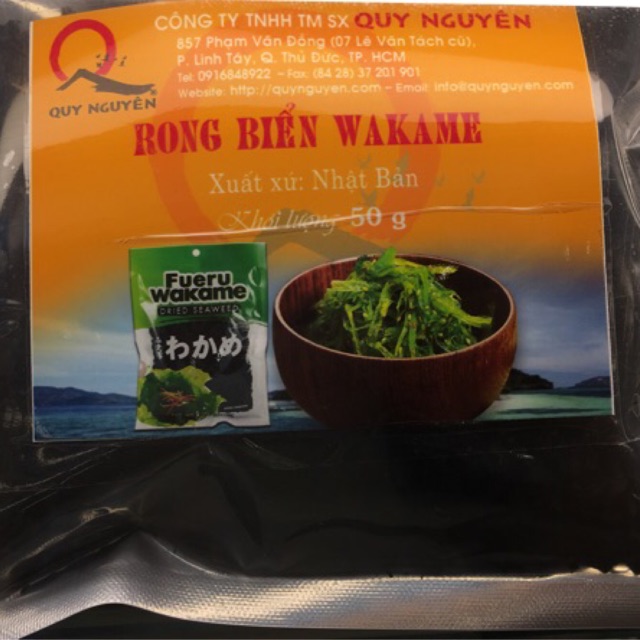 CÔNG TY TNHH TM SX QUY NGUYÊN
857 Phạm Văn Đồng (07 Lê Văn Tách cũ),
P. Linh Tây, Q. Thủ Đức, TP. HCM
Tel: 0916848922 – Fax: (84 28) 37 201 901
Website: http://quynguyen.com – Email: info@quynguyen.com
QUY NGUYÊN®
RONG BIỂN WAKAME
Xuất xứ: Nhật Bản
Khối lượng 50 g
Fueru
wakame
DRIED SEAWEED
わかめ